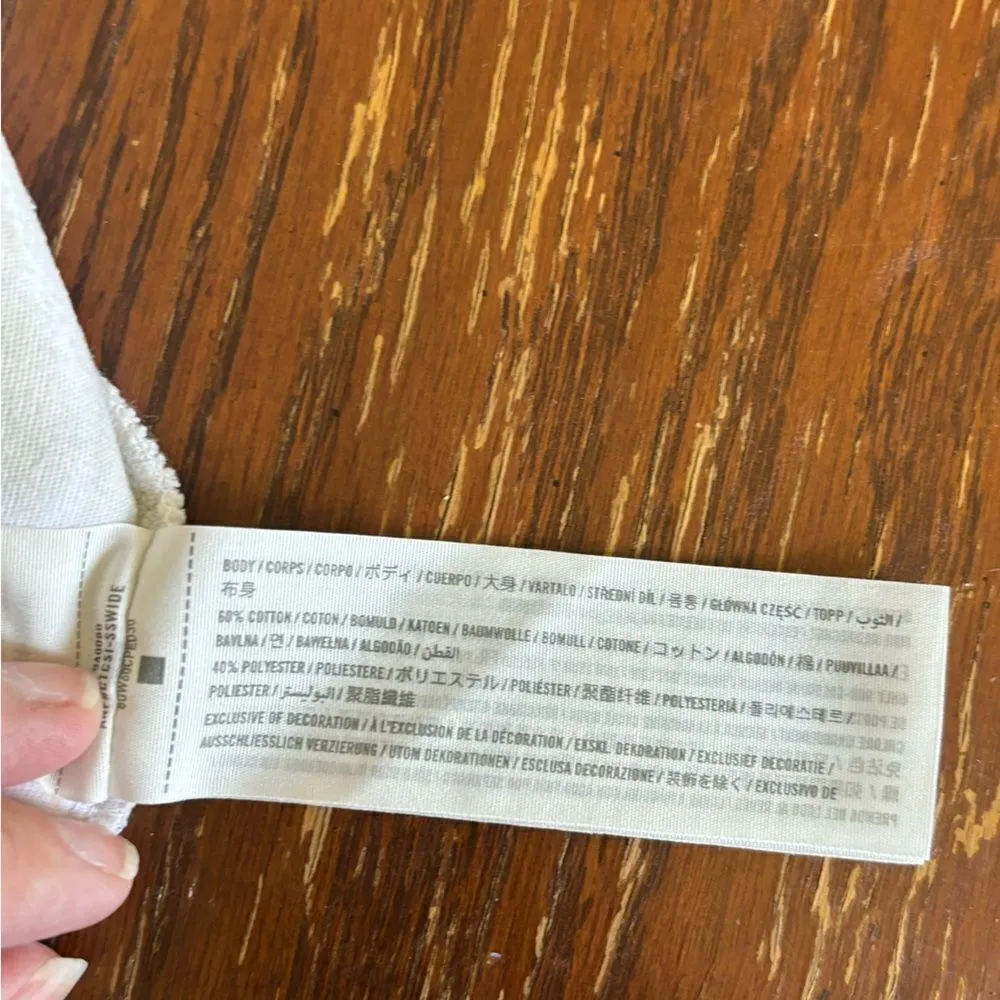 BODY / CORPS / CORPO / ボディ / CUERPO / 大身 / VARTALO / STŘEDNÍ DÍL / 몸통 / GŁÓWNA CZĘŚĆ / TOPP / الثوب /
布身
60% COTTON / COTON / BOMULD / KATOEN / BAUMWOLLE / BOMULL / COTONE / コットン / ALGODÓN / 棉 / PUUVILLAA /
BAVLNA / 면 / BAWEŁNA / ALGODÃO / القطن
40% POLYESTER / POLIESTERE / ポリエステル / POLIÉSTER / 聚酯纤维 / POLYESTERIÄ / 폴리에스테르 /
POLIESTER / البوليستر / 聚脂纖維
EXCLUSIVE OF DECORATION / À L'EXCLUSION DE LA DÉCORATION / EKSKL. DEKORATION / EXCLUSIEF DECORATIE /
AUSSCHLIESSLICH VERZIERUNG / UTOM DEKORATIONEN / ESCLUSA DECORAZIONE / 装飾を除く / EXCLUSIVO DE